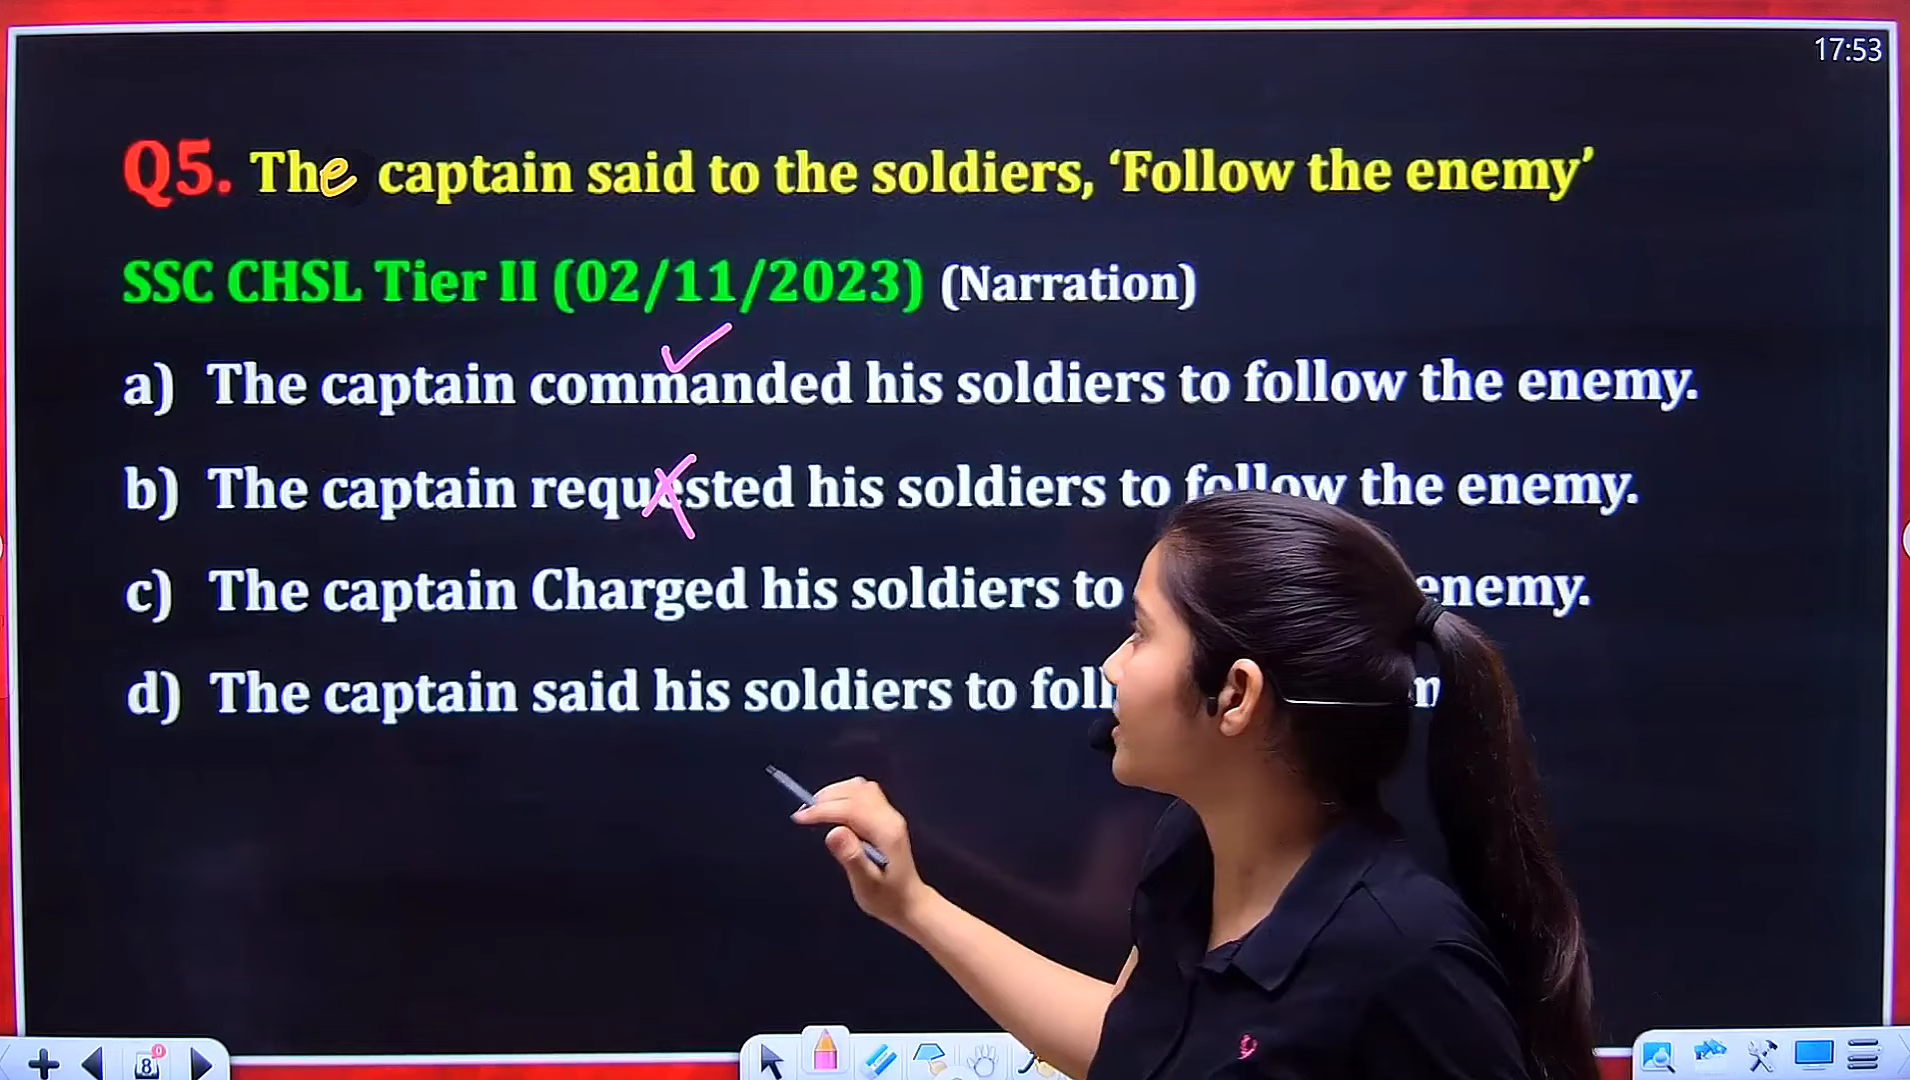 17:53
Q5. The captain said to the soldiers, ‘Follow the enemy’
SSC CHSL Tier II (02/11/2023) (Narration)
a) The captain commanded his soldiers to follow the enemy.
b) The captain requested his soldiers to follow the enemy.
c) The captain Charged his soldiers to enemy.
d) The captain said his soldiers to
8 0